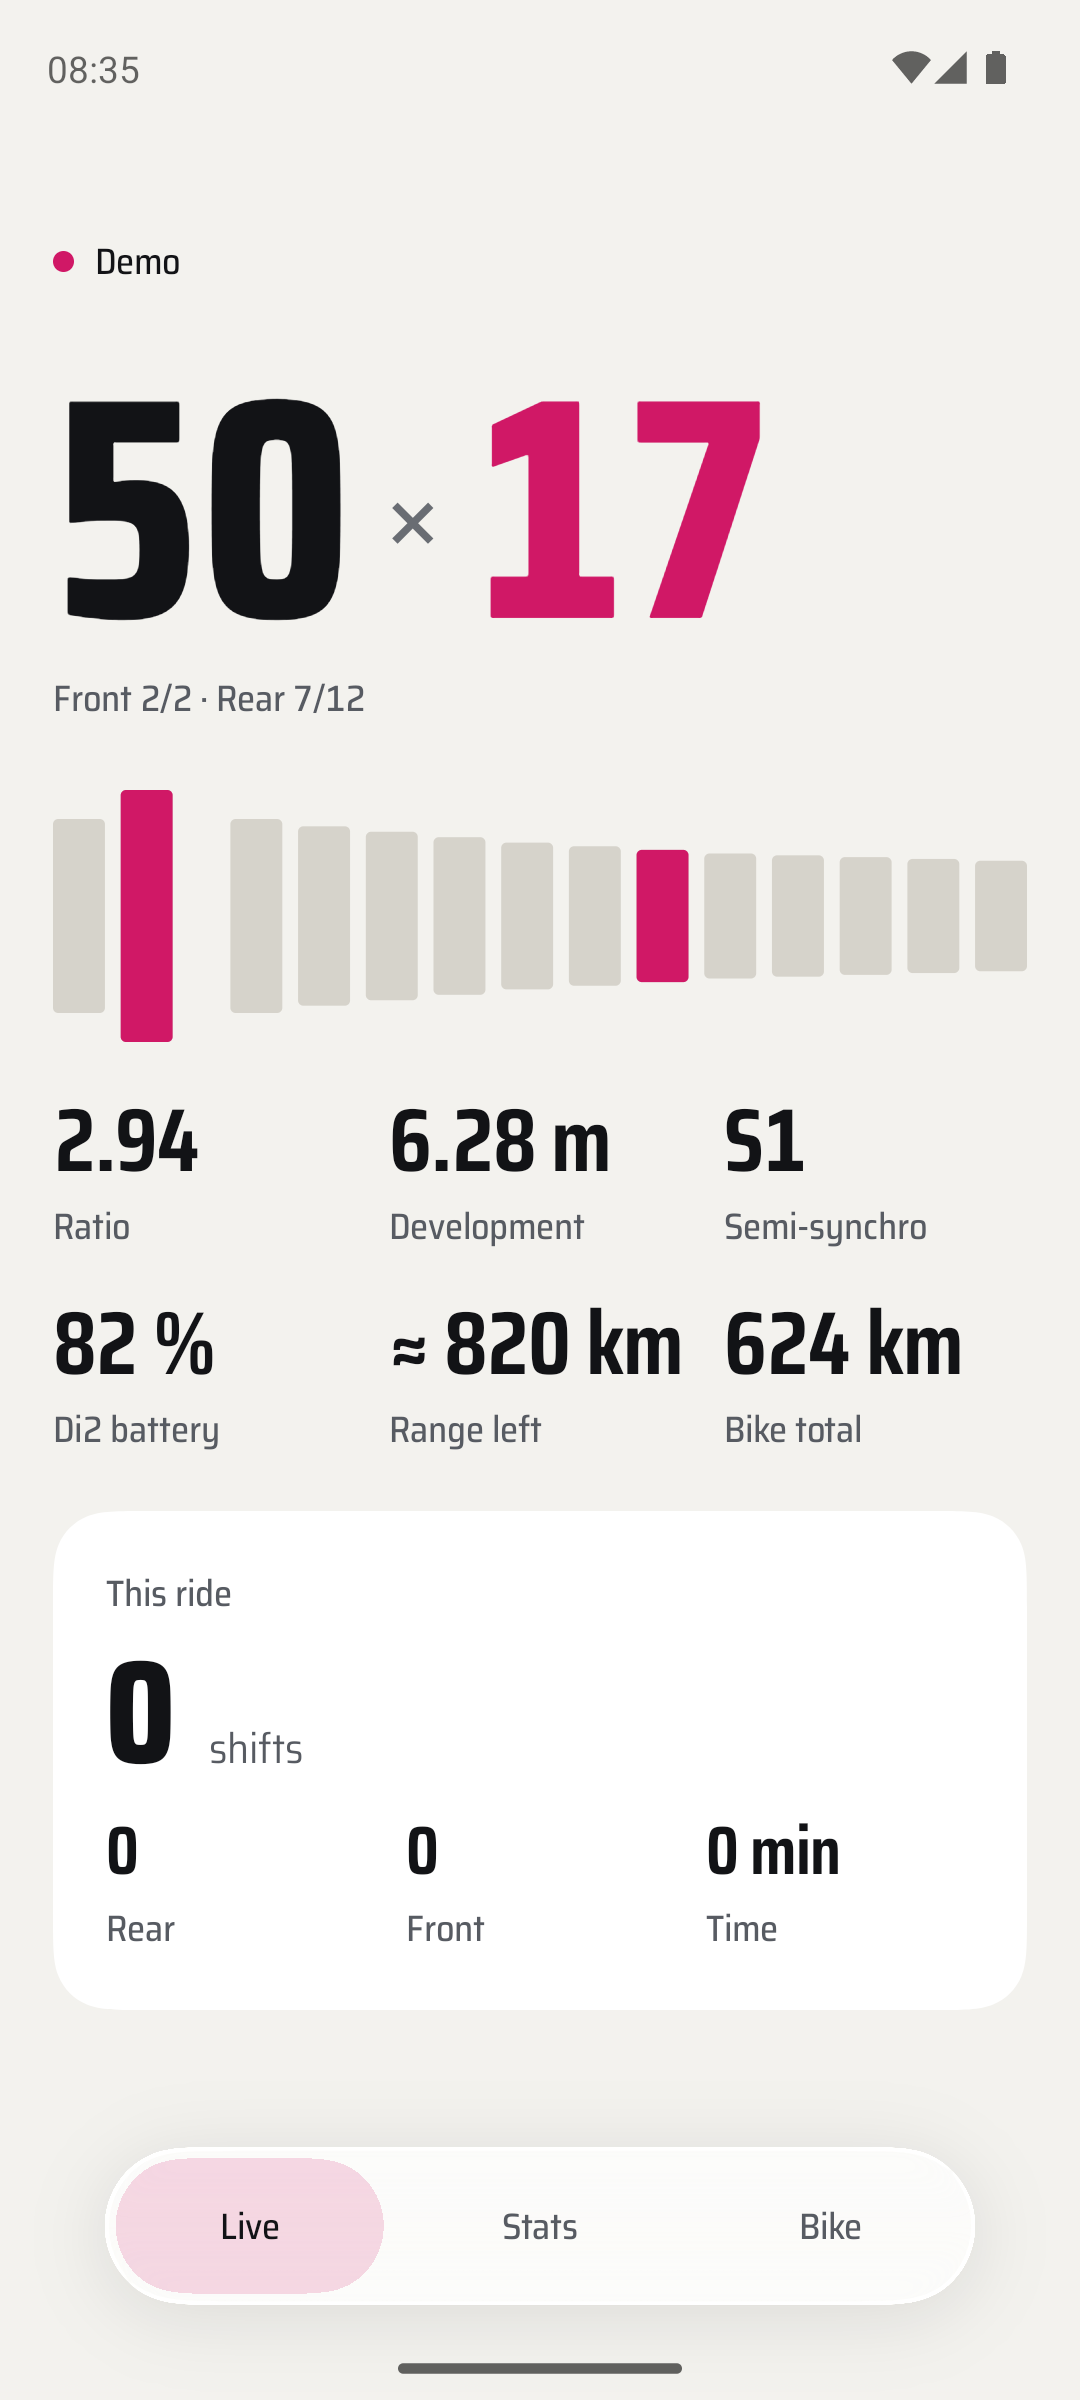 08:35
Demo
50 × 17
Front 2/2 · Rear 7/12
2.94 6.28 m S1
Ratio Development Semi-synchro
82 % ≈ 820 km 624 km
Di2 battery Range left Bike total
This ride
0 shifts
0 0 0 min
Rear Front Time
Live Stats Bike